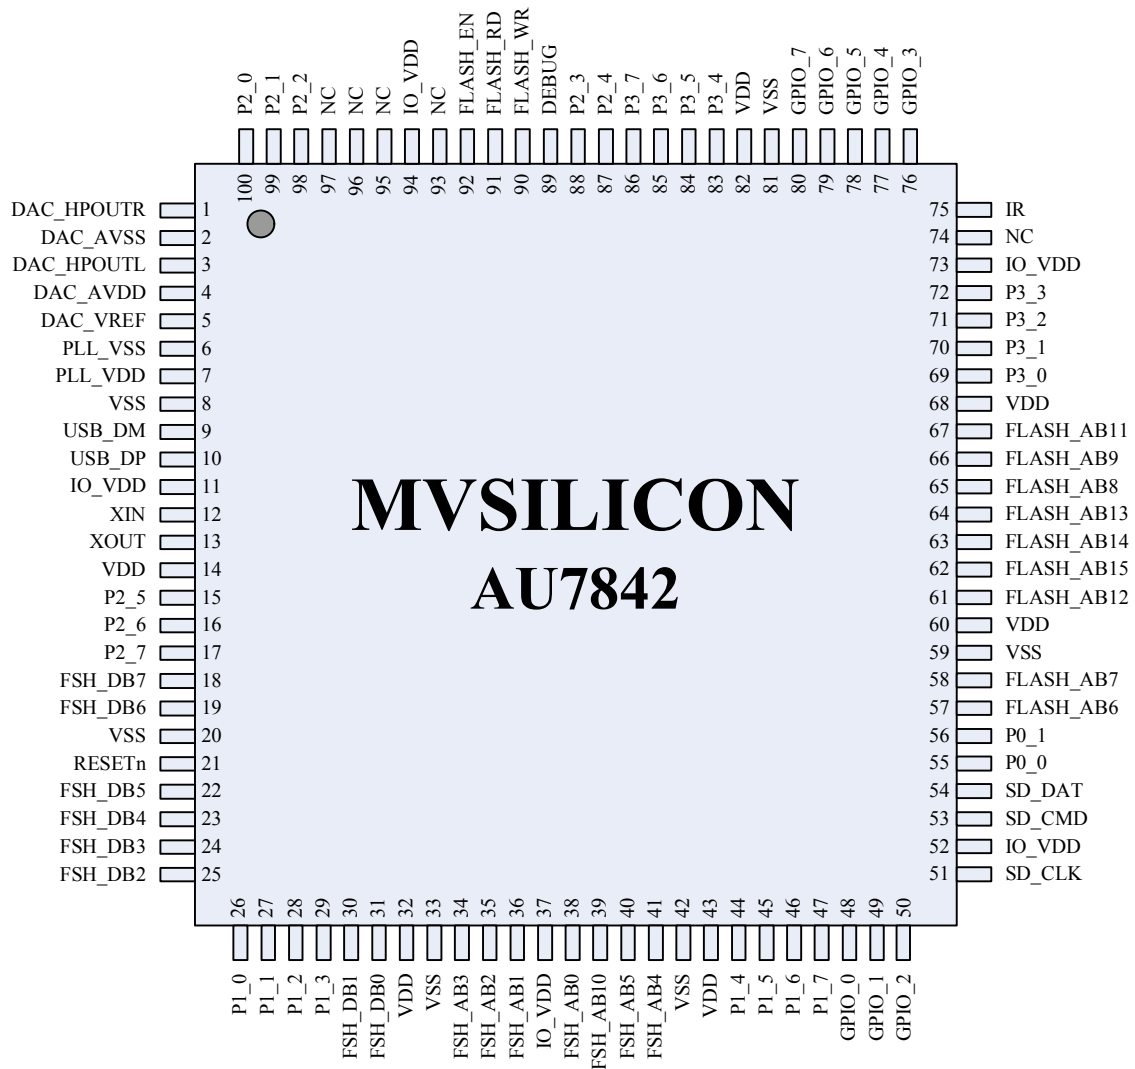 P2_0
P2_1
P2_2
NC
NC
NC
IO_VDD
NC
FLASH_EN
FLASH_RD
FLASH_WR
DEBUG
P2_3
P2_4
P3_7
P3_6
P3_5
P3_4
VDD
VSS
GPIO_7
GPIO_6
GPIO_5
GPIO_4
GPIO_3
100
99
98
97
96
95
94
93
92
91
90
89
88
87
86
85
84
83
82
81
80
79
78
77
76
DAC_HPOUTR 1
DAC_AVSS 2
DAC_HPOUTL 3
DAC_AVDD 4
DAC_VREF 5
PLL_VSS 6
PLL_VDD 7
VSS 8
USB_DM 9
USB_DP 10
IO_VDD 11
XIN 12
XOUT 13
VDD 14
P2_5 15
P2_6 16
P2_7 17
FSH_DB7 18
FSH_DB6 19
VSS 20
RESETn 21
FSH_DB5 22
FSH_DB4 23
FSH_DB3 24
FSH_DB2 25
MVSILICON
AU7842
75 IR
74 NC
73 IO_VDD
72 P3_3
71 P3_2
70 P3_1
69 P3_0
68 VDD
67 FLASH_AB11
66 FLASH_AB9
65 FLASH_AB8
64 FLASH_AB13
63 FLASH_AB14
62 FLASH_AB15
61 FLASH_AB12
60 VDD
59 VSS
58 FLASH_AB7
57 FLASH_AB6
56 P0_1
55 P0_0
54 SD_DAT
53 SD_CMD
52 IO_VDD
51 SD_CLK
26
27
28
29
30
31
32
33
34
35
36
37
38
39
40
41
42
43
44
45
46
47
48
49
50
P1_0
P1_1
P1_2
P1_3
FSH_DB1
FSH_DB0
VDD
VSS
FSH_AB3
FSH_AB2
FSH_AB1
IO_VDD
FSH_AB0
FSH_AB10
FSH_AB5
FSH_AB4
VSS
VDD
P1_4
P1_5
P1_6
P1_7
GPIO_0
GPIO_1
GPIO_2